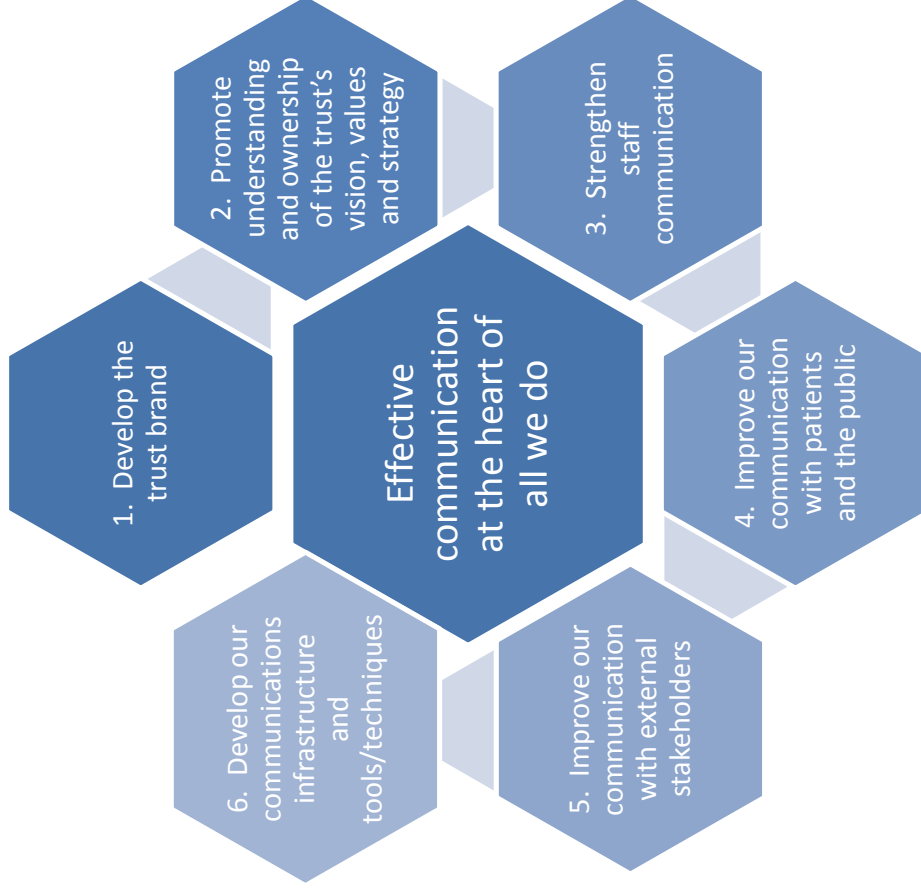 1. Develop the
trust brand
2. Promote
understanding
and ownership
of the trust’s
vision, values
and strategy
3. Strengthen
staff
communication
4. Improve our
communication
with patients
and the public
5. Improve our
communication
with external
stakeholders
6. Develop our
communications
infrastructure
and
tools/techniques
Effective
communication
at the heart of
all we do